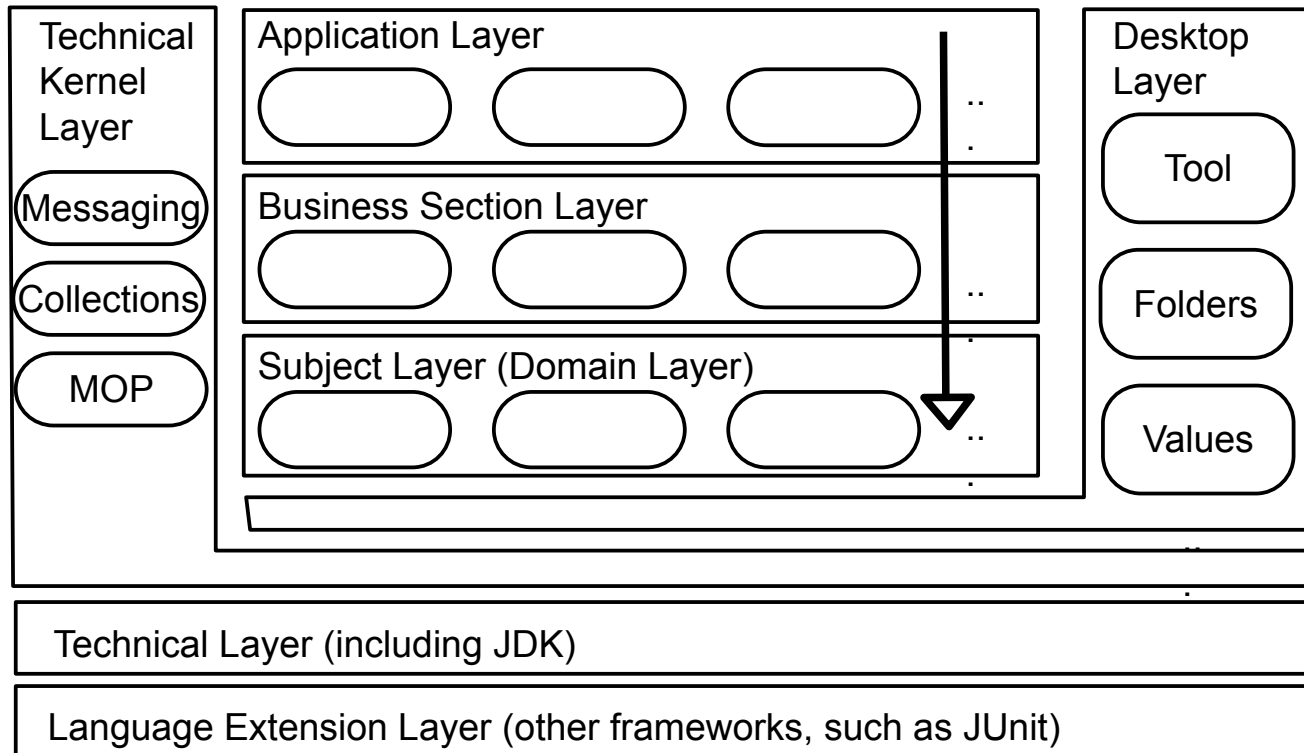 Technical
Kernel
Layer
Messaging
Collections
MOP
Application Layer
..
.
Business Section Layer
..
.
Subject Layer (Domain Layer)
..
.
Desktop
Layer
Tool
Folders
Values
..
.
Technical Layer (including JDK)
Language Extension Layer (other frameworks, such as JUnit)